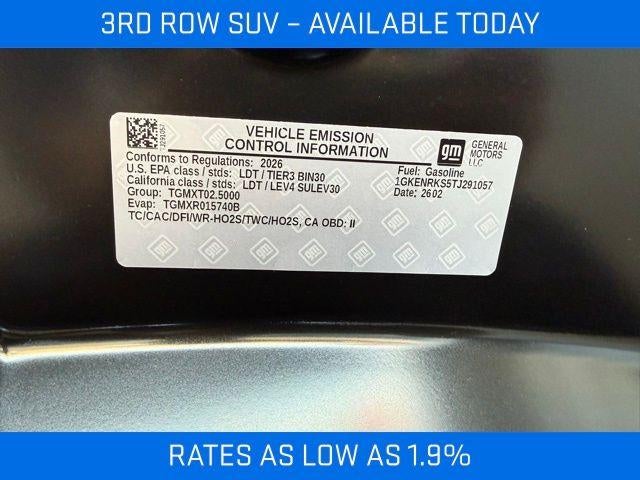 3RD ROW SUV – AVAILABLE TODAY
TJ291057
VEHICLE EMISSION
CONTROL INFORMATION
gm
GENERAL
MOTORS
LLC
Conforms to Regulations: 2026
U.S. EPA class / stds: LDT / TIER3 BIN30
California class / stds: LDT / LEV4 SULEV30
Group: TGMXT02.5000
Evap: TGMXR015740B
TC/CAC/DFI/WR-HO2S/TWC/HO2S, CA OBD: II
Fuel: Gasoline
1GKENRKS5TJ291057
Date: 2602
RATES AS LOW AS 1.9%